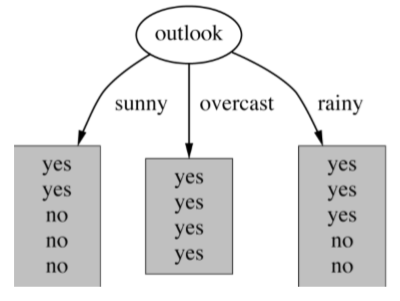 outlook
sunny
overcast
rainy
yes
yes
no
no
no
yes
yes
yes
yes
yes
yes
yes
no
no